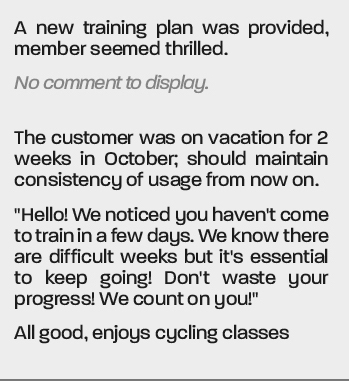 A new training plan was provided,
member seemed thrilled.
No comment to display.
The customer was on vacation for 2
weeks in October; should maintain
consistency of usage from now on.
"Hello! We noticed you haven't come
to train in a few days. We know there
are difficult weeks but it's essential
to keep going! Don't waste your
progress! We count on you!"
All good, enjoys cycling classes